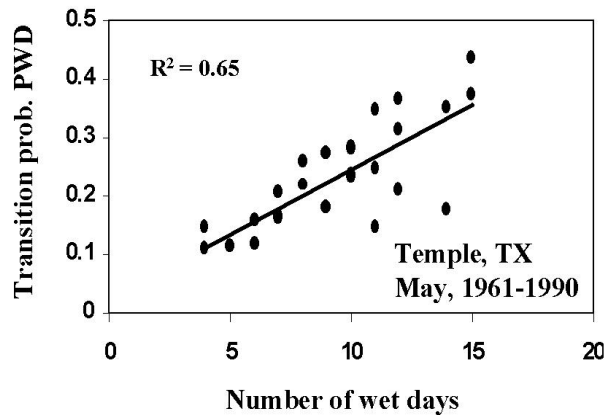 Transition prob. PWD
0.5
0.4
0.3
0.2
0.1
0
R² = 0.65
Temple, TX
May, 1961-1990
0 5 10 15 20
Number of wet days